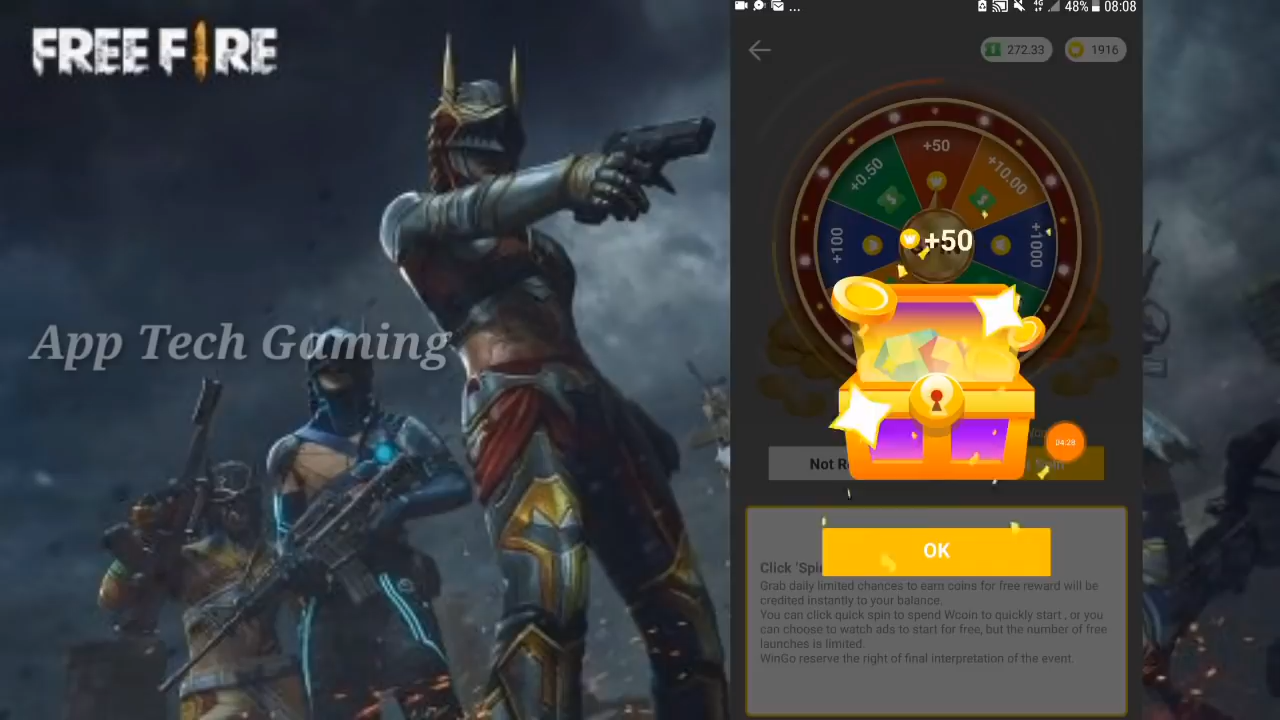 FREE FIRE
App Tech Gaming
...
4G 48% 08:08
272.33
1916
+50
+0.50
+10.00
+100
+1000
+50
04:28
Not R
OK
Click 'Spi
Grab daily limited chances to earn coins for free reward will be
credited instantly to your balance.
You can click quick spin to spend Wcoin to quickly start , or you
can choose to watch ads to start for free, but the number of free
launches is limited.
WinGo reserve the right of final interpretation of the event.